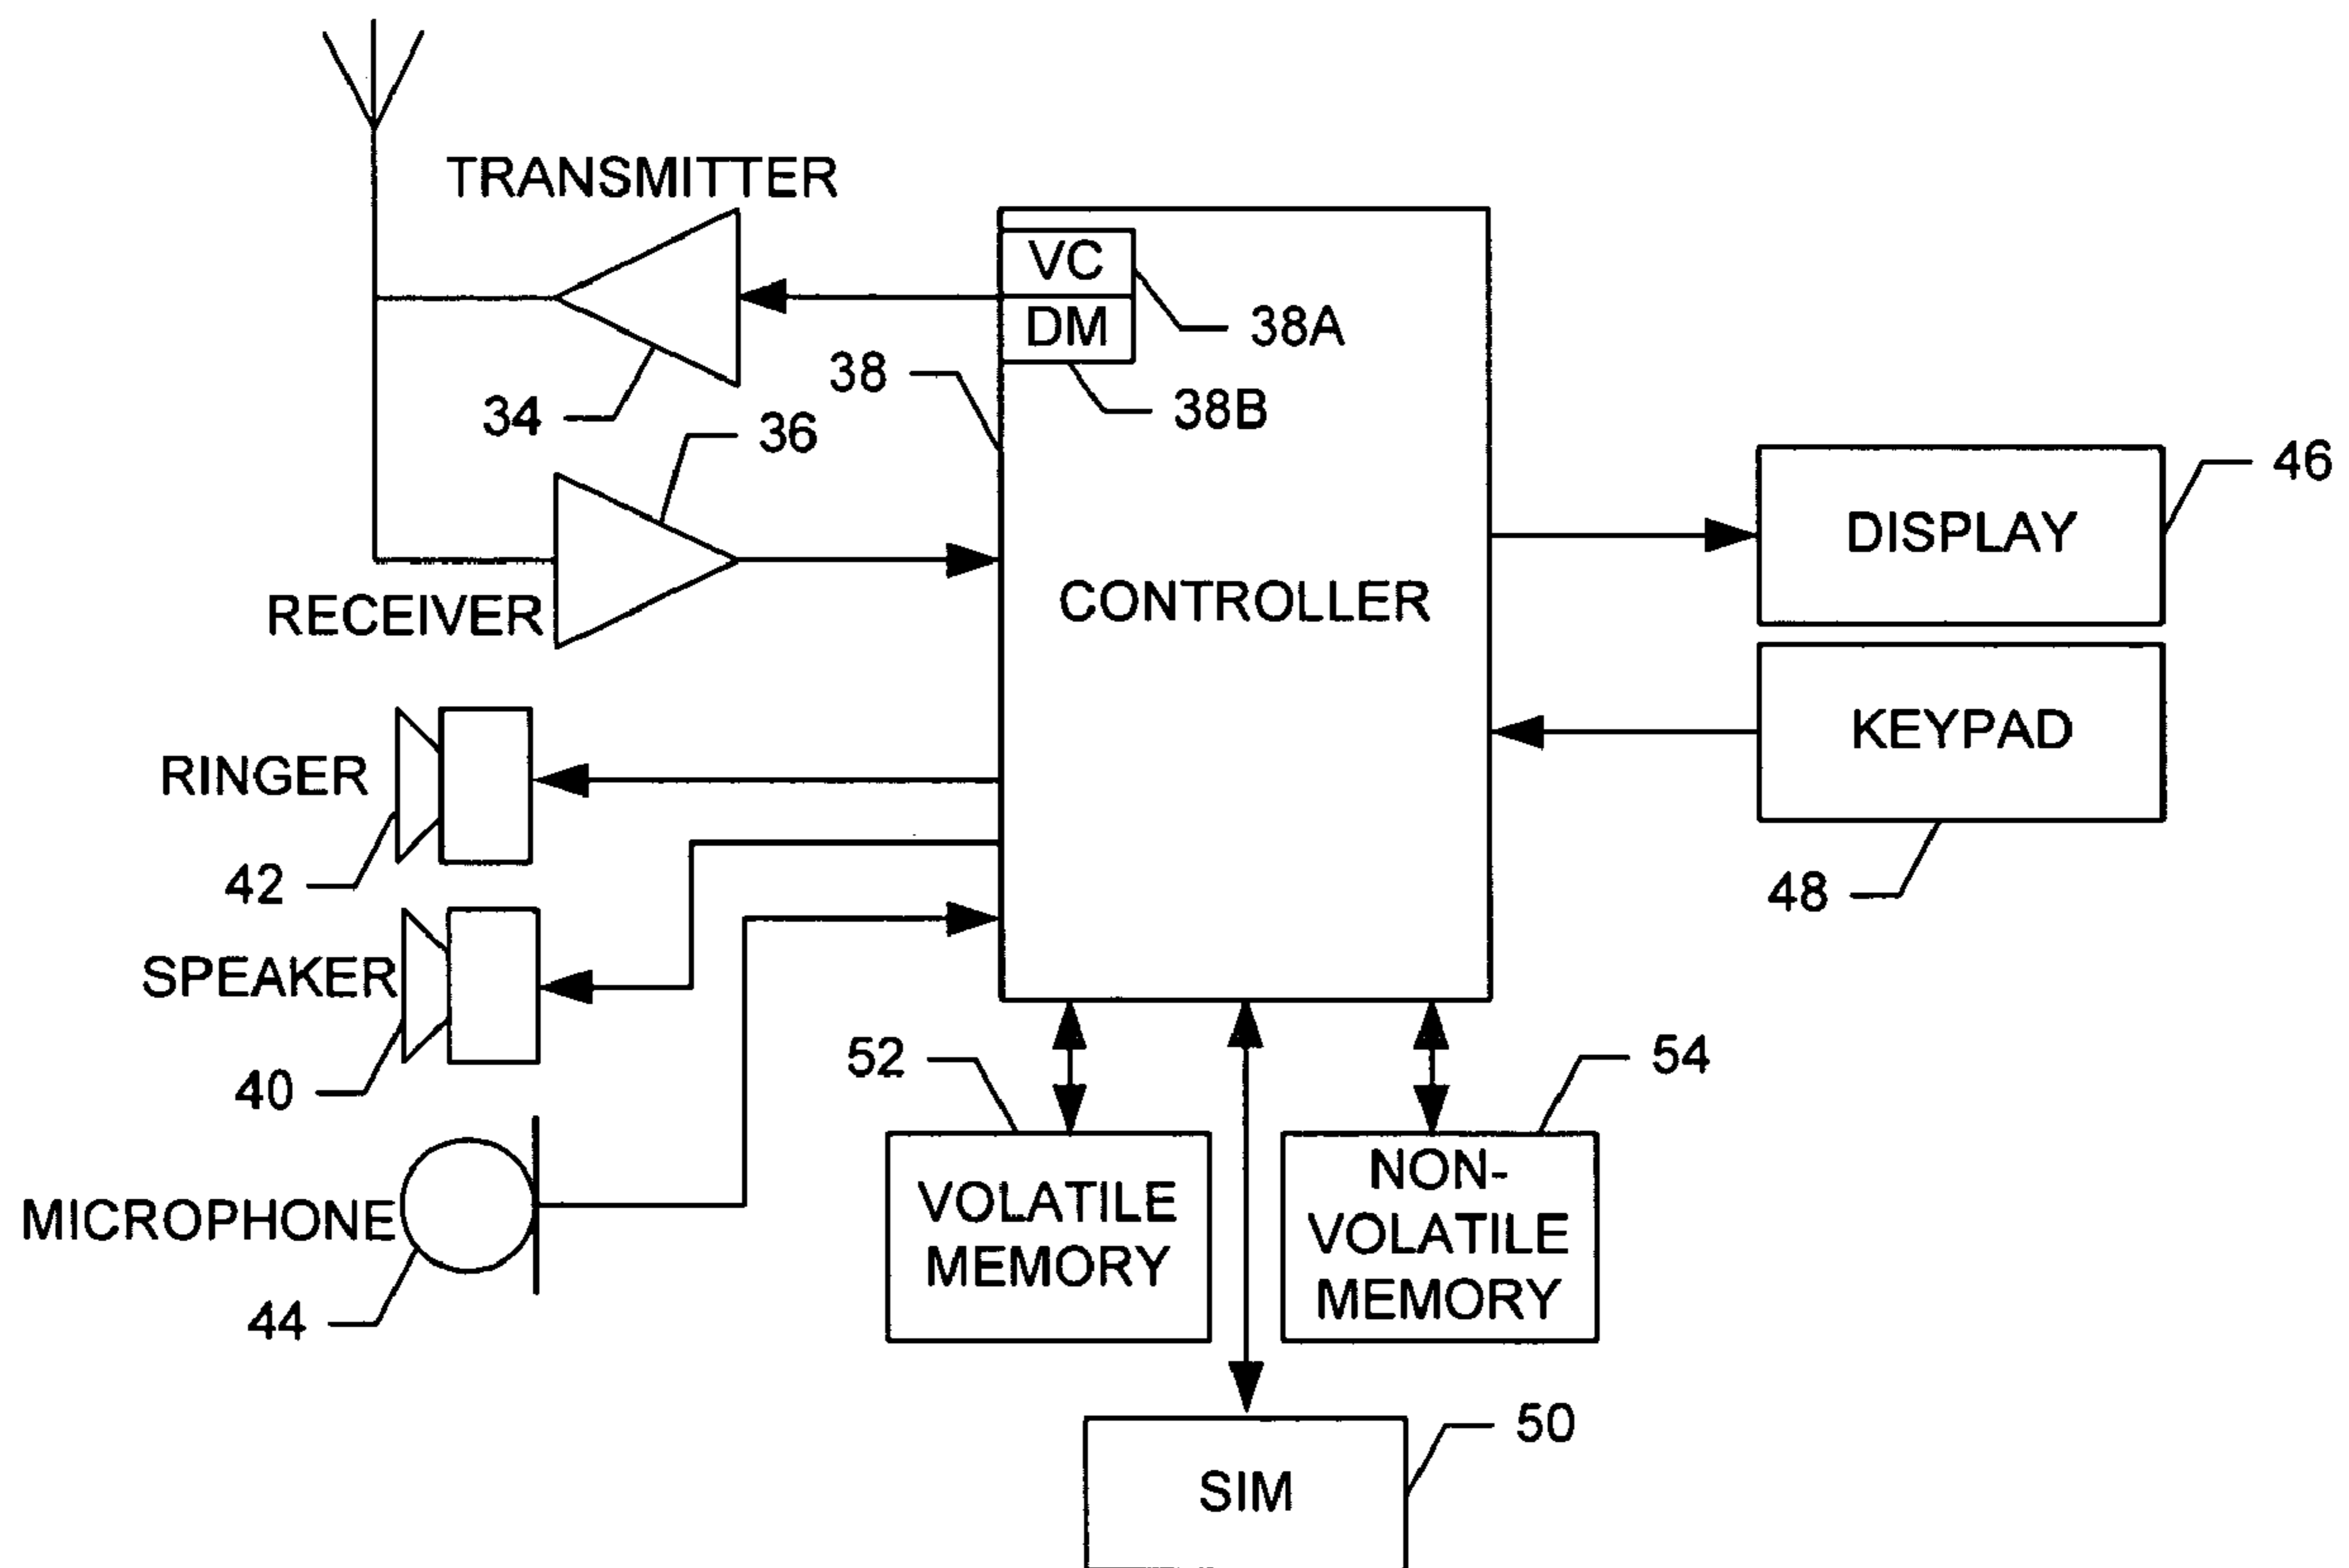 TRANSMITTER
VC
DM
38A
38
38B
34
36
46
DISPLAY
CONTROLLER
RECEIVER
KEYPAD
RINGER
42
48
SPEAKER
40
52
54
VOLATILE
MEMORY
NON-
VOLATILE
MEMORY
MICROPHONE
44
50
SIM